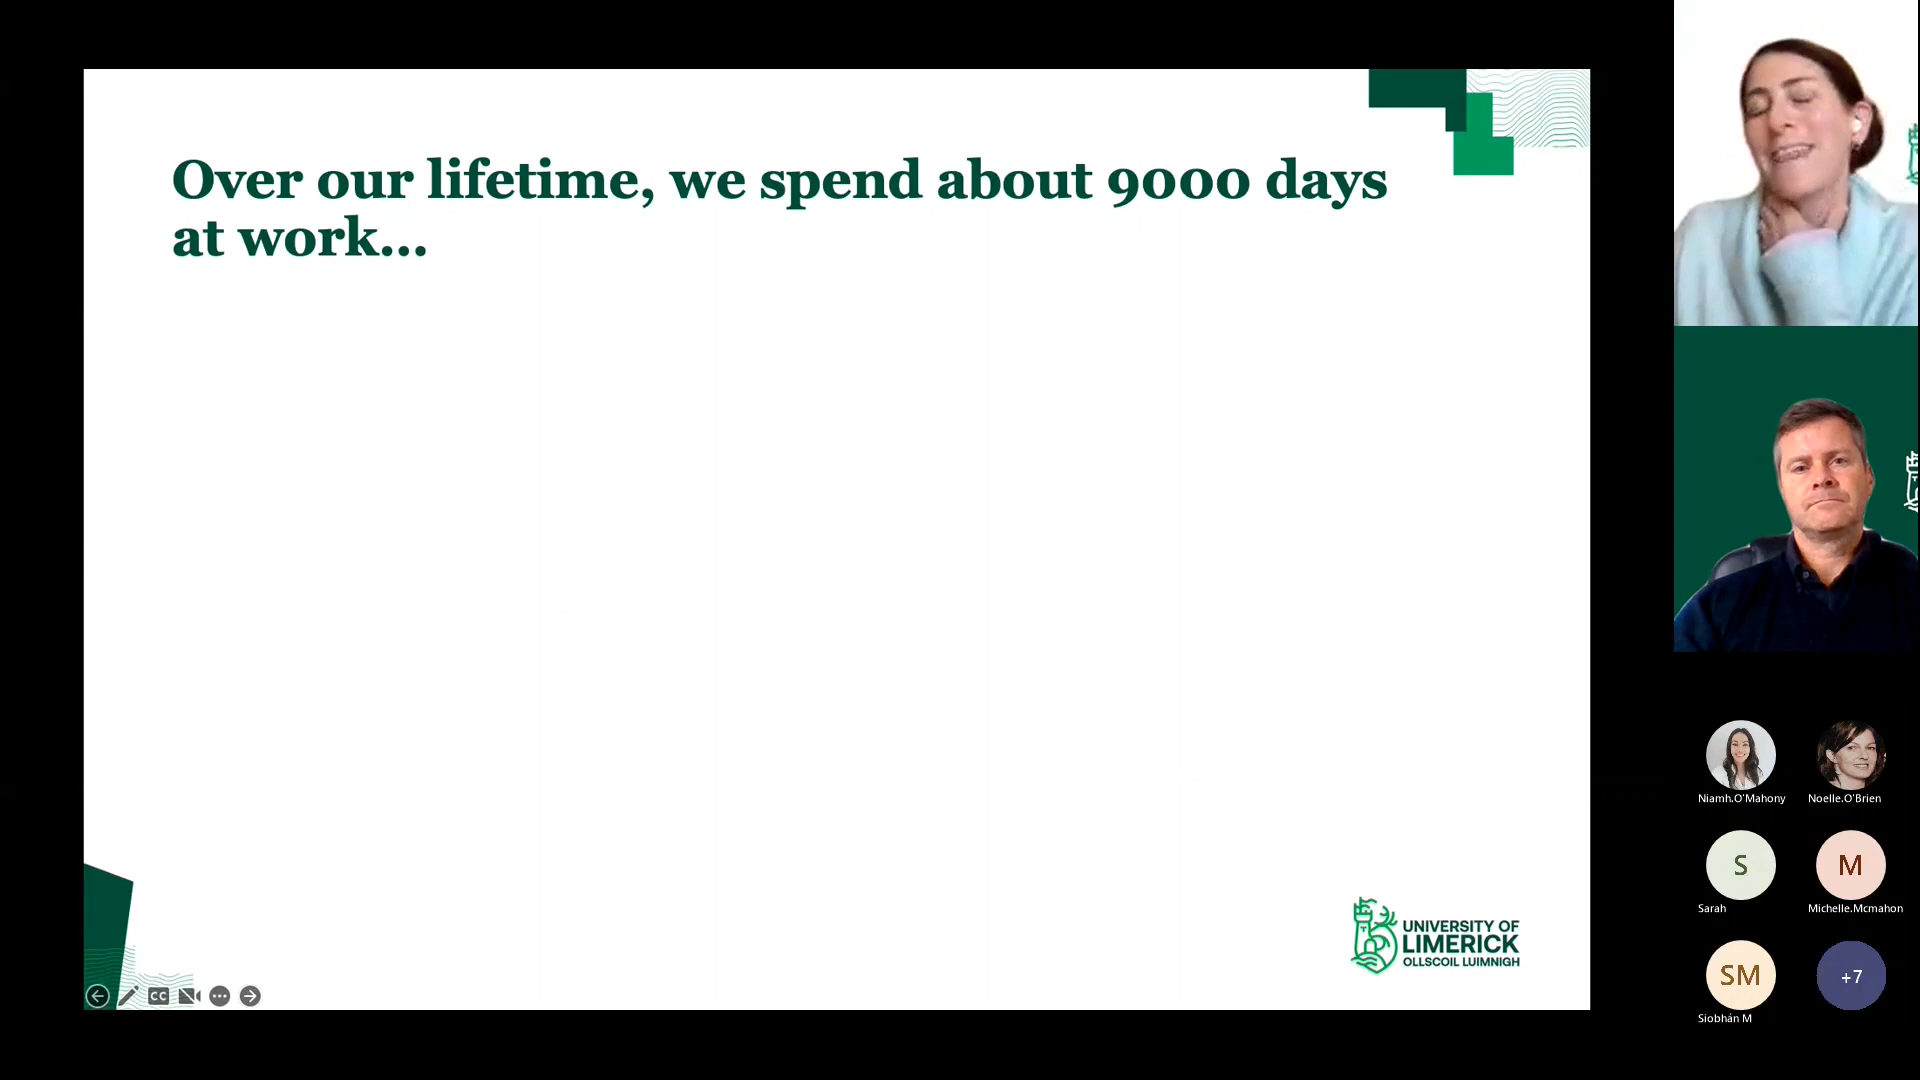 Over our lifetime, we spend about 9000 days
at work...
UNIVERSITY OF
LIMERICK
OLLSCOIL LUIMNIGH
CC
Niamh.O'Mahony
Noelle.O'Brien
S
M
Sarah
Michelle.Mcmahon
SM
+7
Siobhán M